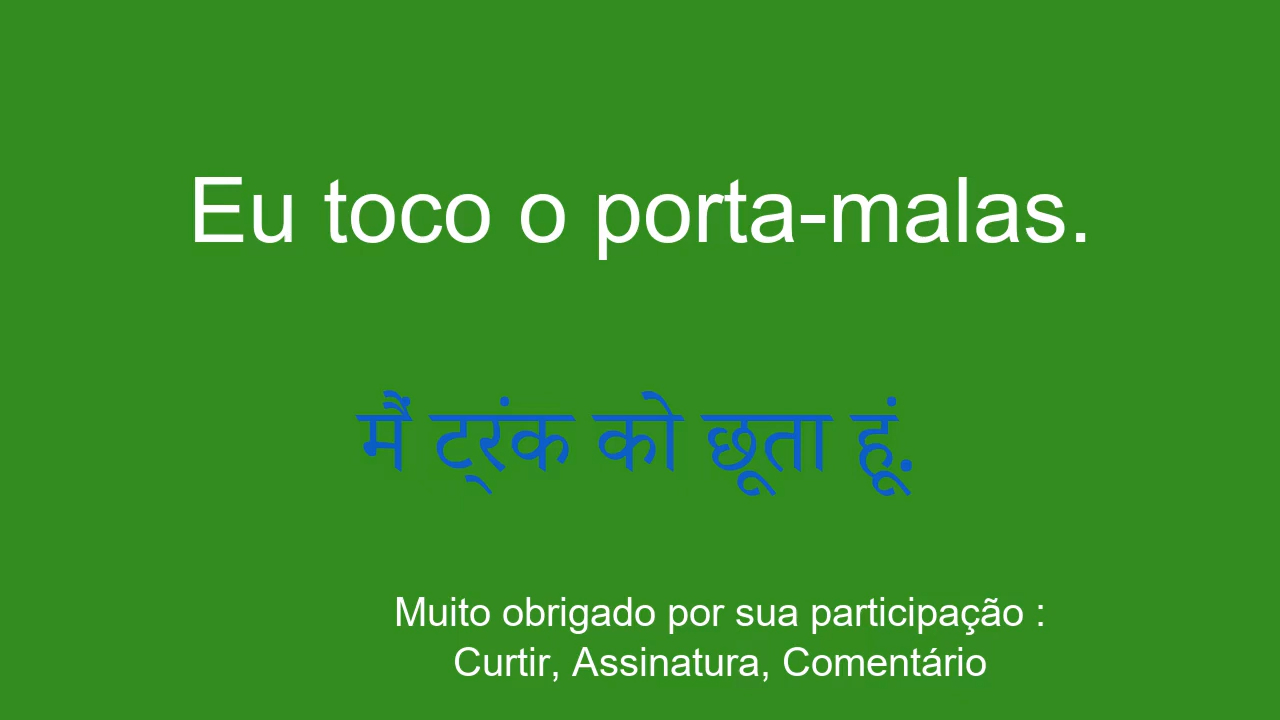 Eu toco o porta-malas.
मैं ट्रंक को छूता हूं.
Muito obrigado por sua participação :
Curtir, Assinatura, Comentário